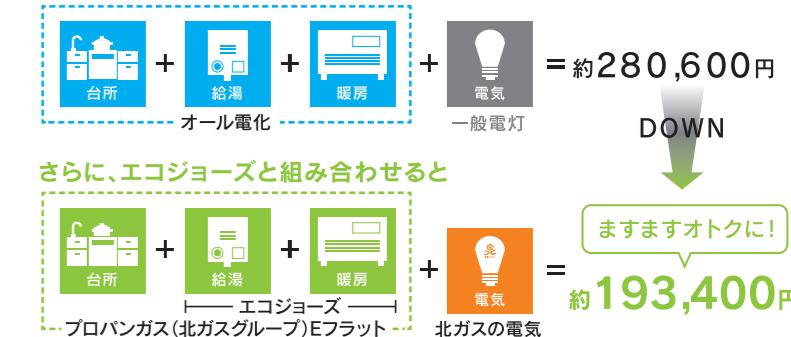 台所 + 給湯 + 暖房 + 電気 = 約280,600円
オール電化 一般電灯
DOWN
さらに、エコジョーズと組み合わせると
ますますオトクに!
台所 + 給湯 + 暖房 + 電気 = 約193,400円
エコジョーズ
プロパンガス(北ガスグループ)Eフラット 北ガスの電気